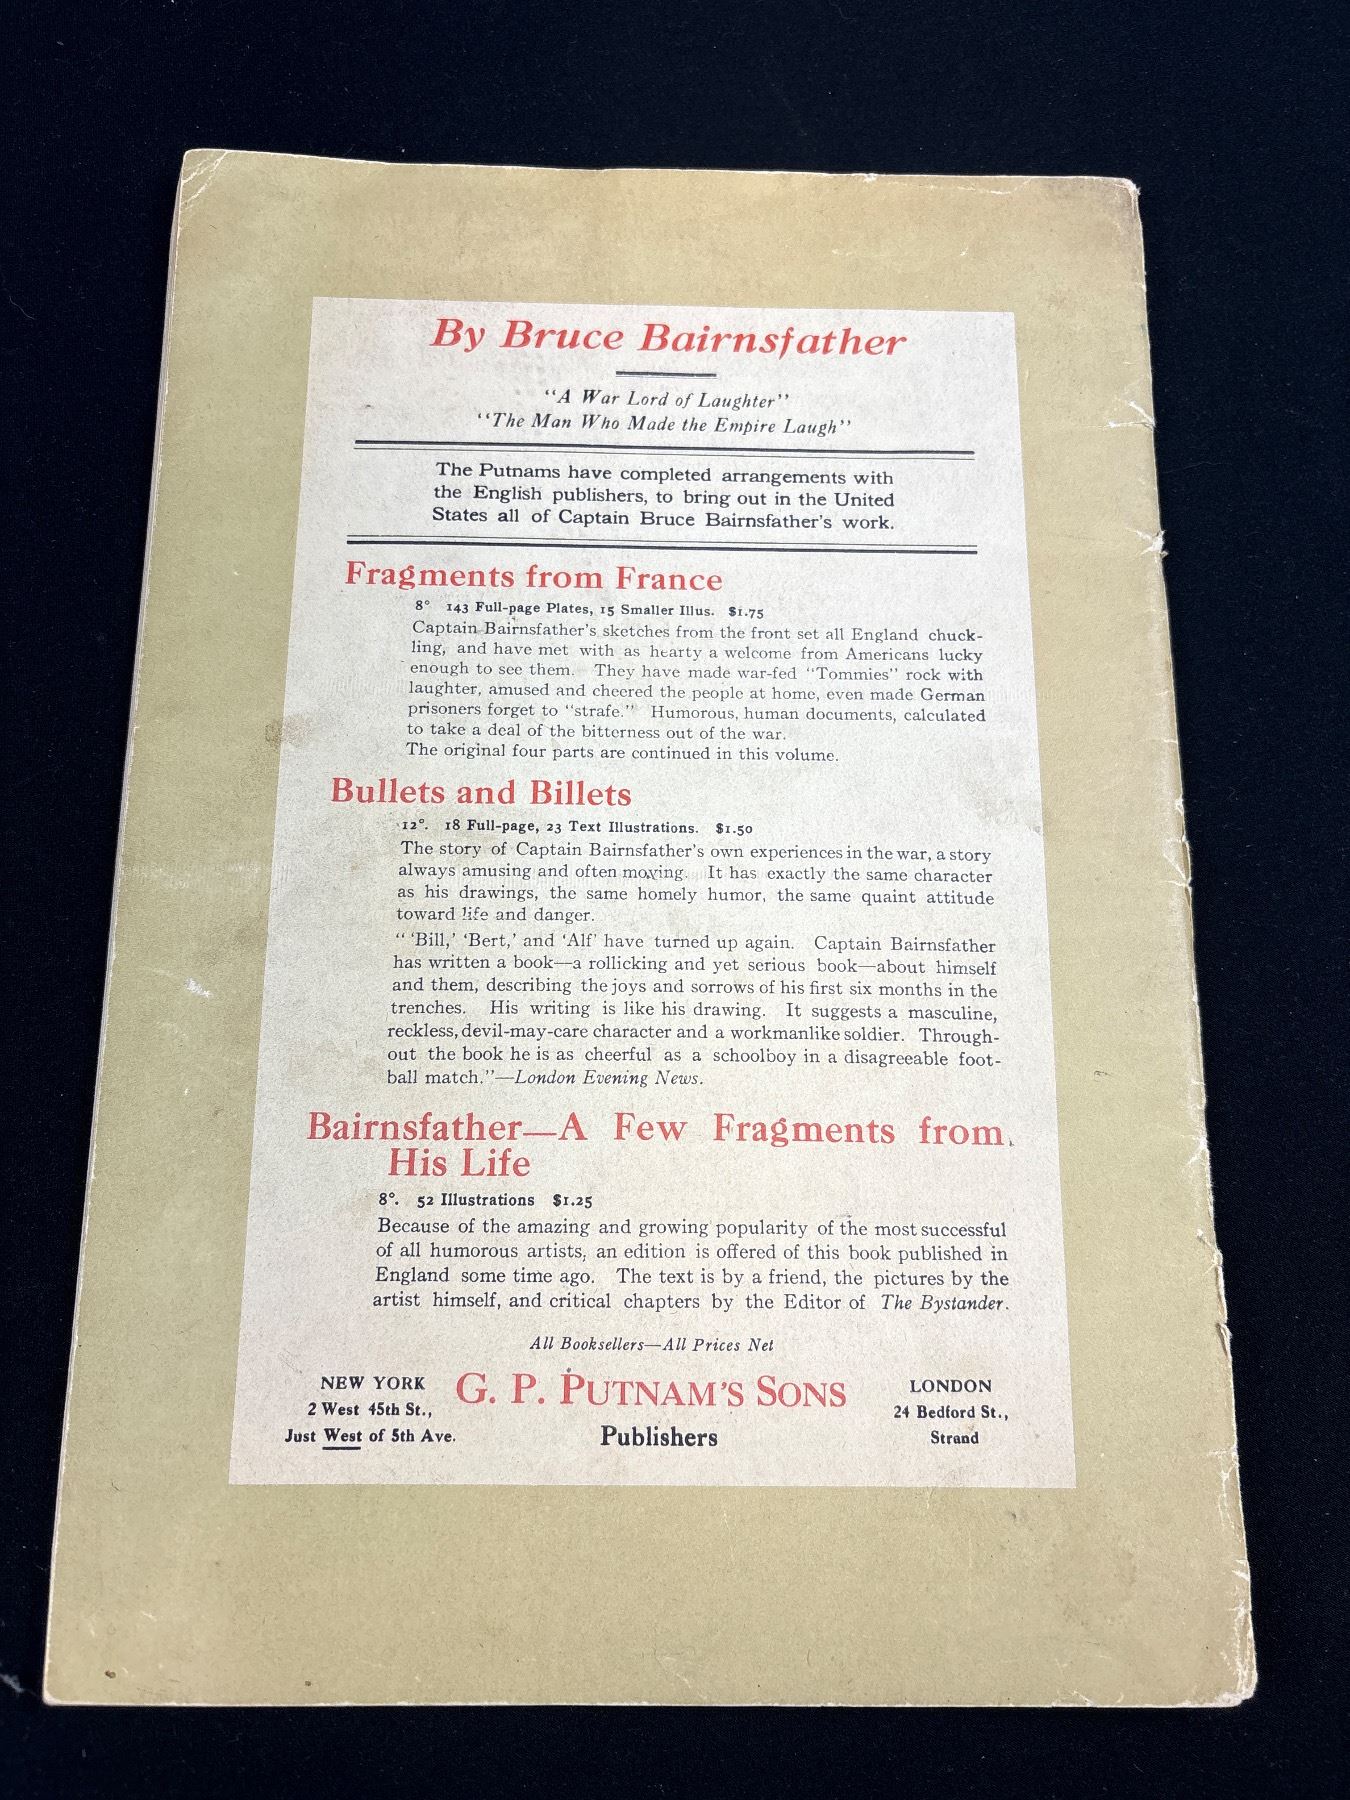 By Bruce Bairnsfather
"A War Lord of Laughter"
"The Man Who Made the Empire Laugh"
The Putnams have completed arrangements with
the English publishers, to bring out in the United
States all of Captain Bruce Bairnsfather's work.
Fragments from France
8° 143 Full-page Plates, 15 Smaller Illus. $1.75
Captain Bairnsfather's sketches from the front set all England chuck-
ling, and have met with as hearty a welcome from Americans lucky
enough to see them. They have made war-fed "Tommies" rock with
laughter, amused and cheered the people at home, even made German
prisoners forget to "strafe." Humorous, human documents, calculated
to take a deal of the bitterness out of the war.
The original four parts are continued in this volume.
Bullets and Billets
12°. 18 Full-page, 23 Text Illustrations. $1.50
The story of Captain Bairnsfather's own experiences in the war, a story
always amusing and often moving. It has exactly the same character
as his drawings, the same homely humor, the same quaint attitude
toward life and danger.
" 'Bill,' 'Bert,' and 'Alf' have turned up again. Captain Bairnsfather
has written a book—a rollicking and yet serious book—about himself
and them, describing the joys and sorrows of his first six months in the
trenches. His writing is like his drawing. It suggests a masculine,
reckless, devil-may-care character and a workmanlike soldier. Through-
out the book he is as cheerful as a schoolboy in a disagreeable foot-
ball match."—London Evening News.
Bairnsfather—A Few Fragments from
His Life
8°. 52 Illustrations $1.25
Because of the amazing and growing popularity of the most successful
of all humorous artists, an edition is offered of this book published in
England some time ago. The text is by a friend, the pictures by the
artist himself, and critical chapters by the Editor of The Bystander.
All Booksellers—All Prices Net
NEW YORK
2 West 45th St.,
Just West of 5th Ave.
G. P. PUTNAM'S SONS
Publishers
LONDON
24 Bedford St.,
Strand